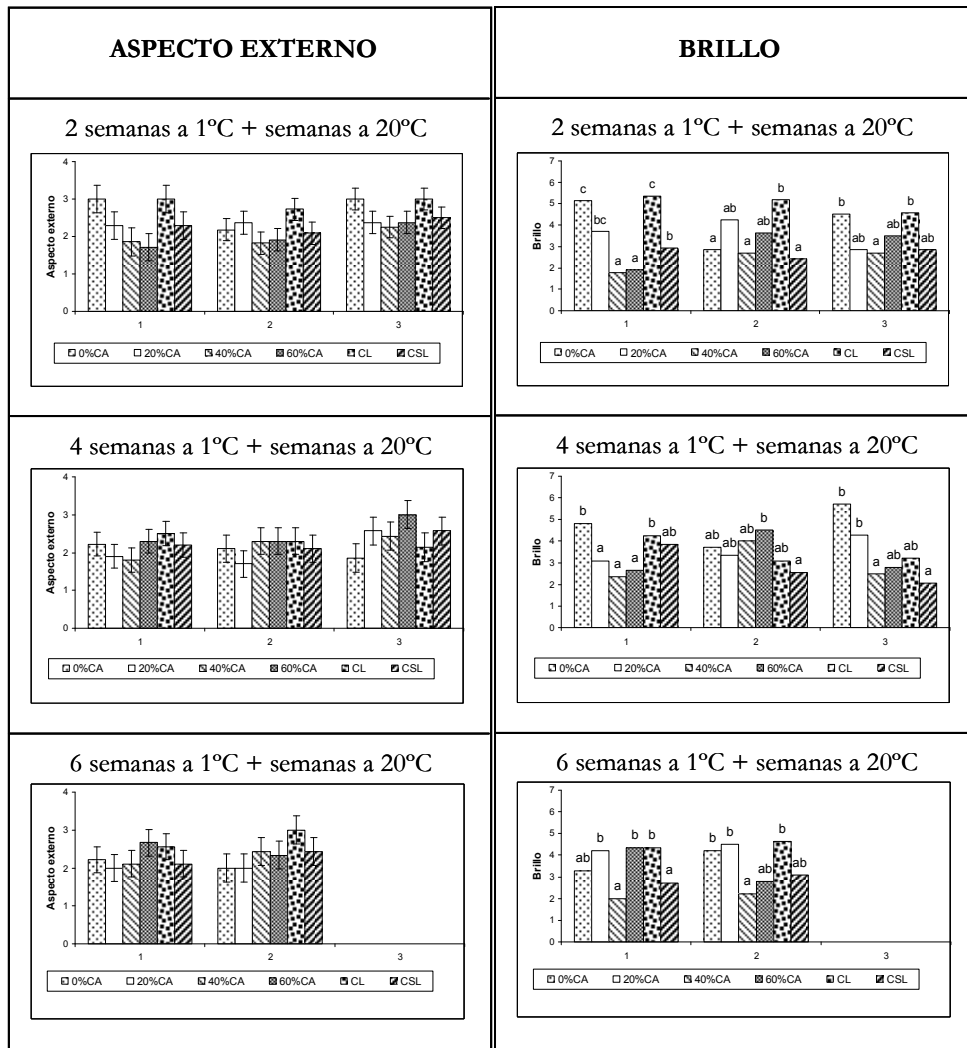 ASPECTO EXTERNO
BRILLO
2 semanas a 1ºC + semanas a 20ºC
Aspecto externo
4
3
2
1
0
1 2 3
0%CA 20%CA 40%CA 60%CA CL CSL
2 semanas a 1ºC + semanas a 20ºC
Brillo
7
6
5
4
3
2
1
0
c bc a a c b
a ab a ab b a
b ab a ab b ab
1 2 3
0%CA 20%CA 40%CA 60%CA CL CSL
4 semanas a 1ºC + semanas a 20ºC
Aspecto externo
4
3
2
1
0
1 2 3
0%CA 20%CA 40%CA 60%CA CL CSL
4 semanas a 1ºC + semanas a 20ºC
Brillo
7
6
5
4
3
2
1
0
b a a a b ab
ab ab ab b ab a
b b a ab ab a
1 2 3
0%CA 20%CA 40%CA 60%CA CL CSL
6 semanas a 1ºC + semanas a 20ºC
Aspecto externo
4
3
2
1
0
1 2 3
0%CA 20%CA 40%CA 60%CA CL CSL
6 semanas a 1ºC + semanas a 20ºC
Brillo
7
6
5
4
3
2
1
0
ab b a b b a
b b a ab b ab
1 2 3
0%CA 20%CA 40%CA 60%CA CL CSL